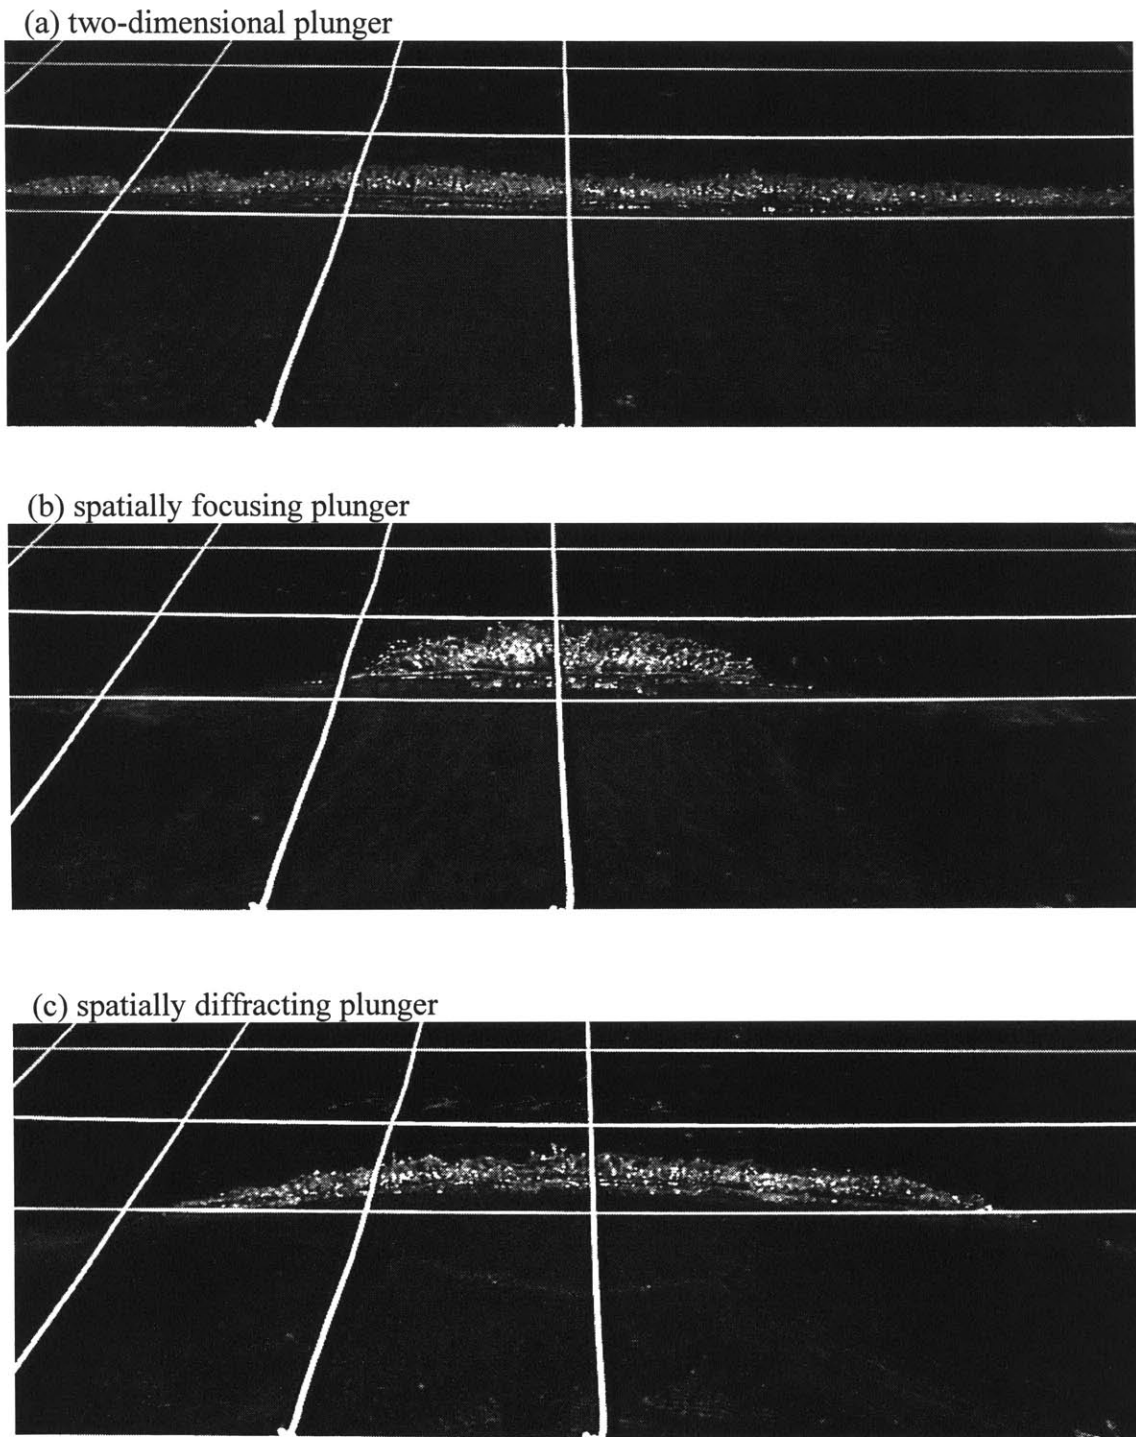 (a) two-dimensional plunger
(b) spatially focusing plunger
(c) spatially diffracting plunger